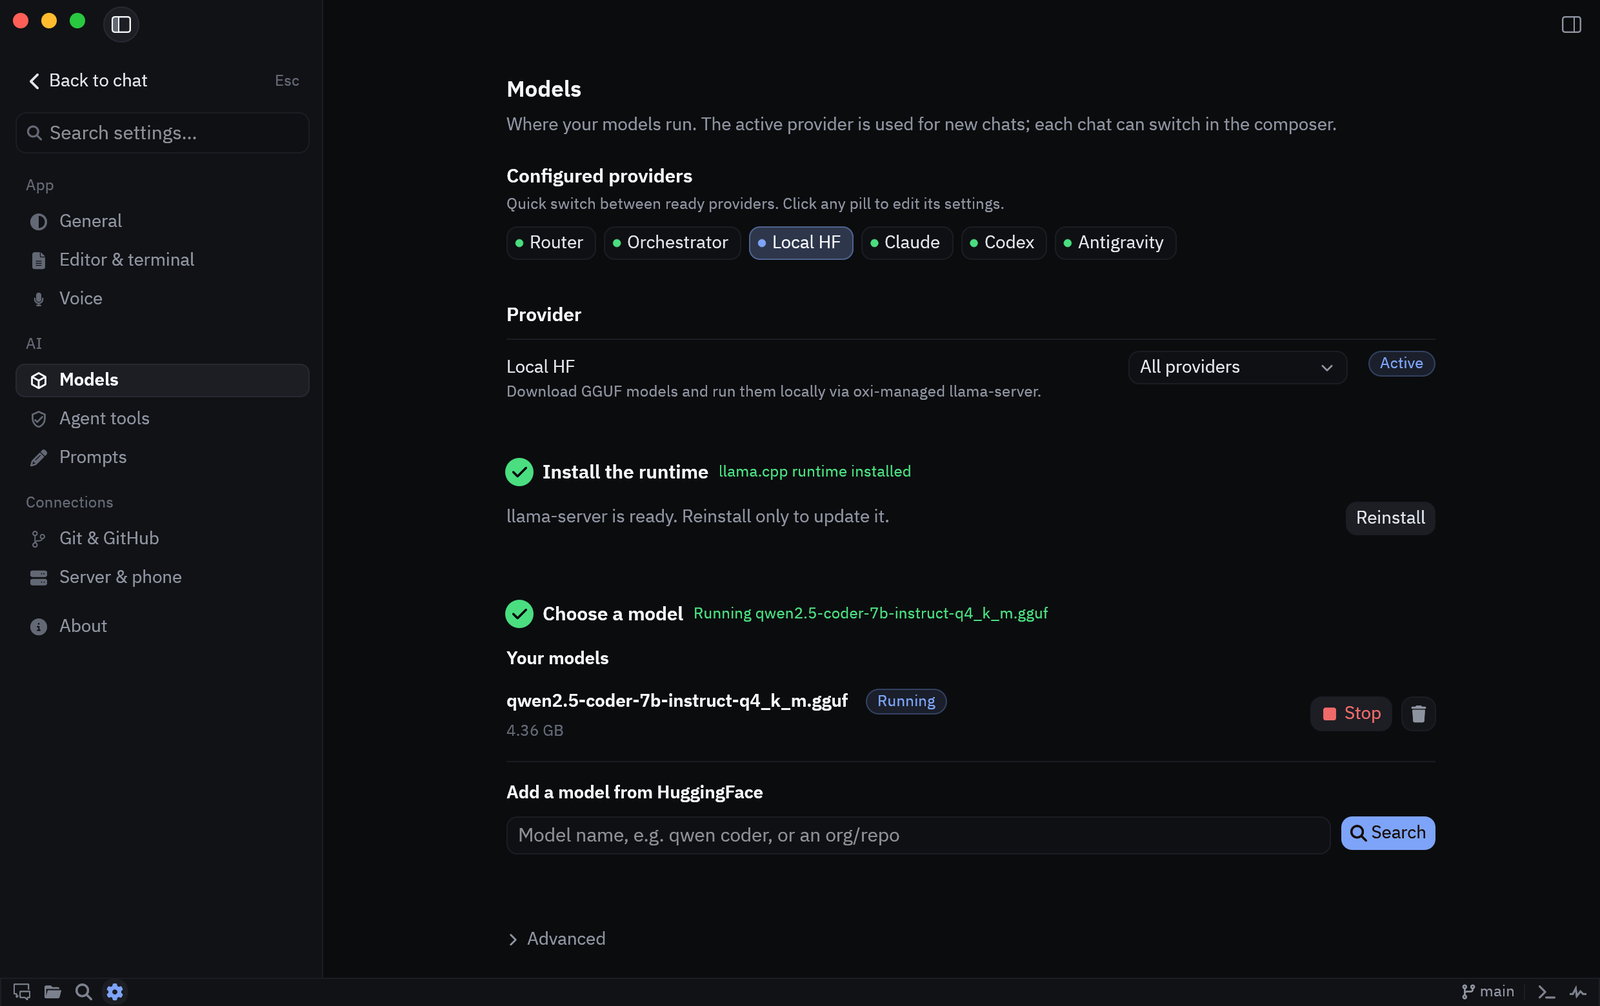 Back to chat
Esc
Search settings...
App
General
Editor & terminal
Voice
AI
Models
Agent tools
Prompts
Connections
Git & GitHub
Server & phone
About
Models
Where your models run. The active provider is used for new chats; each chat can switch in the composer.
Configured providers
Quick switch between ready providers. Click any pill to edit its settings.
Router Orchestrator Local HF Claude Codex Antigravity
Provider
Local HF
All providers
Active
Download GGUF models and run them locally via oxi-managed llama-server.
Install the runtime llama.cpp runtime installed
llama-server is ready. Reinstall only to update it.
Reinstall
Choose a model Running qwen2.5-coder-7b-instruct-q4_k_m.gguf
Your models
qwen2.5-coder-7b-instruct-q4_k_m.gguf Running
4.36 GB
Stop
Add a model from HuggingFace
Model name, e.g. qwen coder, or an org/repo
Search
Advanced
main